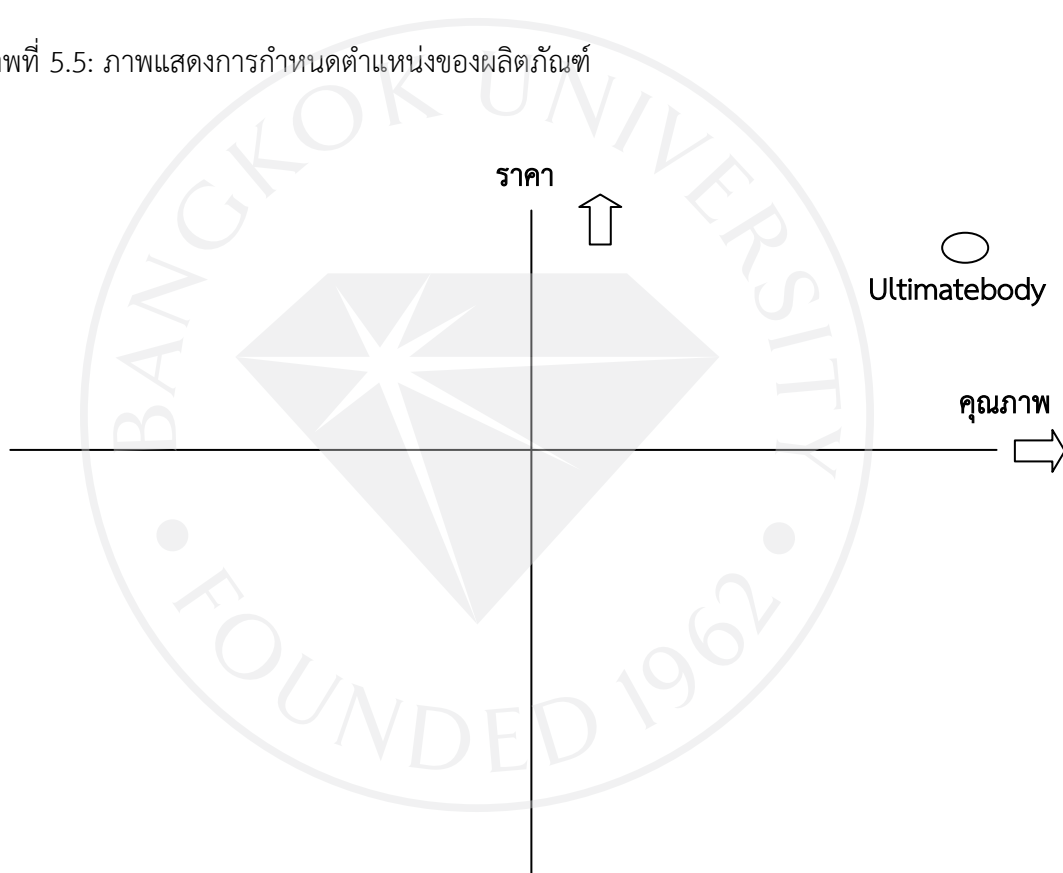 พที่ 5.5: ภาพแสดงการกำหนดตำแหน่งของผลิตภัณฑ์
BANGKOK UNIVERSITY
ราคา
Ultimatebody
คุณภาพ
FOUNDED 1962